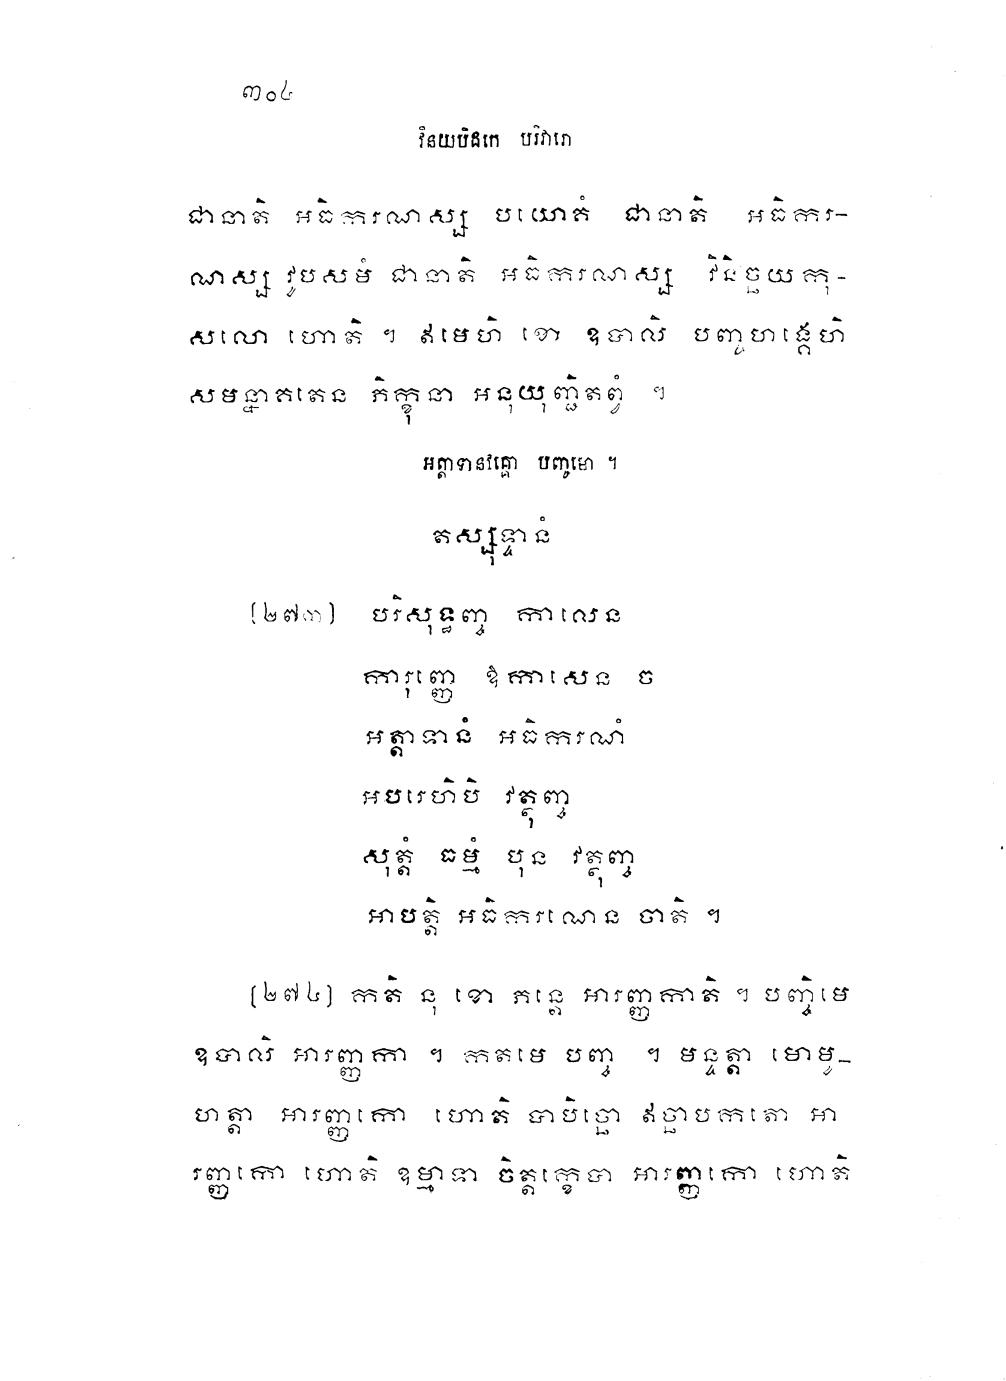 ៣០៤
វិនយបិដកេ បរិវារោ
ជានាតិ អធិករណស្ស បយោគំ ជានាតិ អធិករ-
ណស្ស វូបសមំ ជានាតិ អធិករណស្ស វិនិច្ឆយកុ-
សលោ ហោតិ ។ ឥមេហិ ខោ ឧបាលិ បញ្ចហង្គេហិ
សមន្នាគតេន ភិក្ខុនា អនុយុញ្ជិតព្វំ ។
អត្តាទានវគ្គោ បញ្ចមោ ។
តស្សុទ្ទានំ
(២៧៣) បរិសុទ្ធញ្ច កាលេន
ការុញ្ញេ ឱកាសេន ច
អត្តាទានំ អធិករណំ
អបរេហិបិ វត្ថុញ្ច
សុត្តំ ធម្មំ បុន វត្ថុញ្ច
អាបត្តិ អធិករណេន ចាតិ ។
(២៧៤) កតិ នុ ខោ ភន្តេ អារញ្ញកាតិ ។ បញ្ចិមេ
ឧបាលិ អារញ្ញកា ។ កតមេ បញ្ច ។ មន្ទត្តា មោមូ-
ហត្តា អារញ្ញកោ ហោតិ បាបិច្ឆោ ឥច្ឆាបកតោ អា
រញ្ញកោ ហោតិ ឧម្មាទា ចិត្តក្ខេបា អារញ្ញកោ ហោតិ